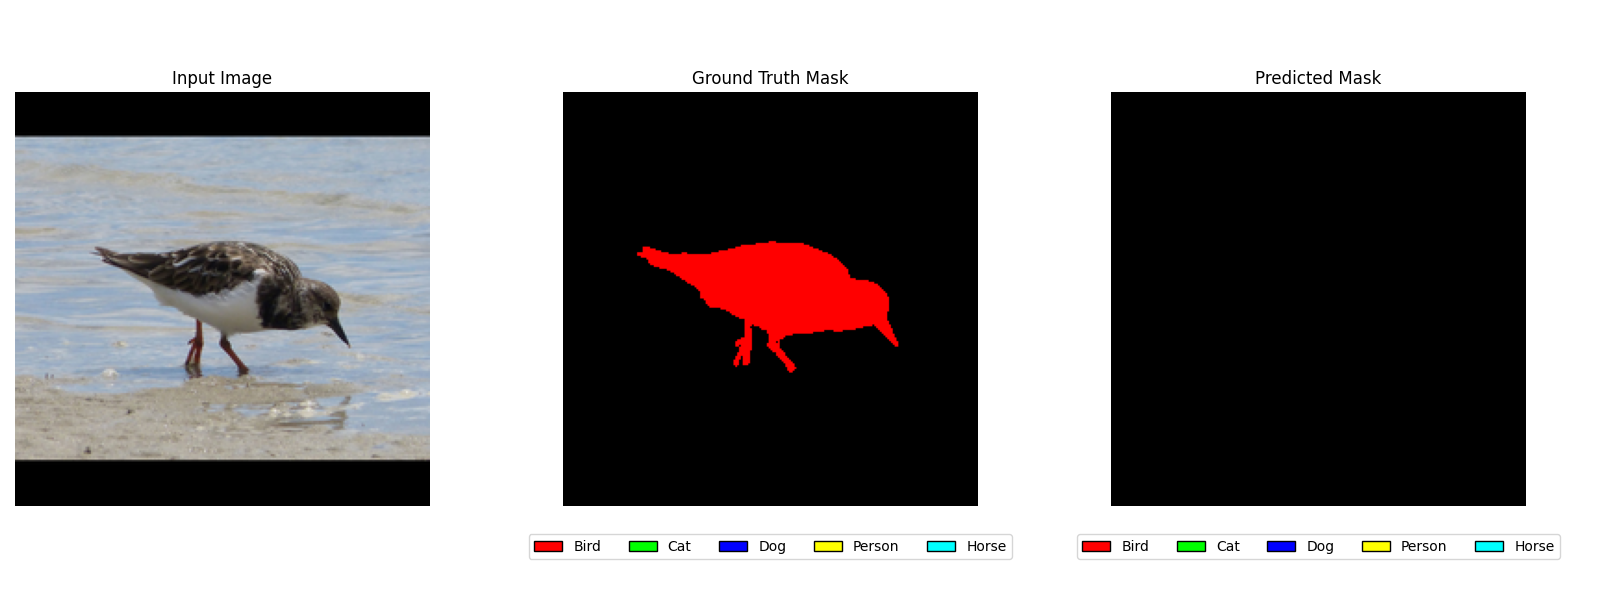 Input Image
Ground Truth Mask
Predicted Mask
Bird Cat Dog Person Horse
Bird Cat Dog Person Horse